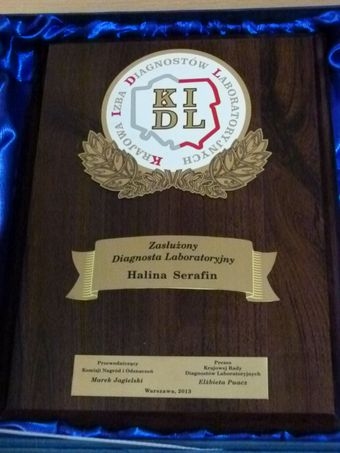 KRAJOWA IZBA DIAGNOSTÓW LABORATORYJNYCH
KI
DL
Zasłużony
Diagnosta Laboratoryjny
Halina Serafin
Przewodniczący
Komisji Nagród i Odznaczeń
Marek Jagielski
Prezes
Krajowej Rady
Diagnostów Laboratoryjnych
Elżbieta Puacz
Warszawa, 2013